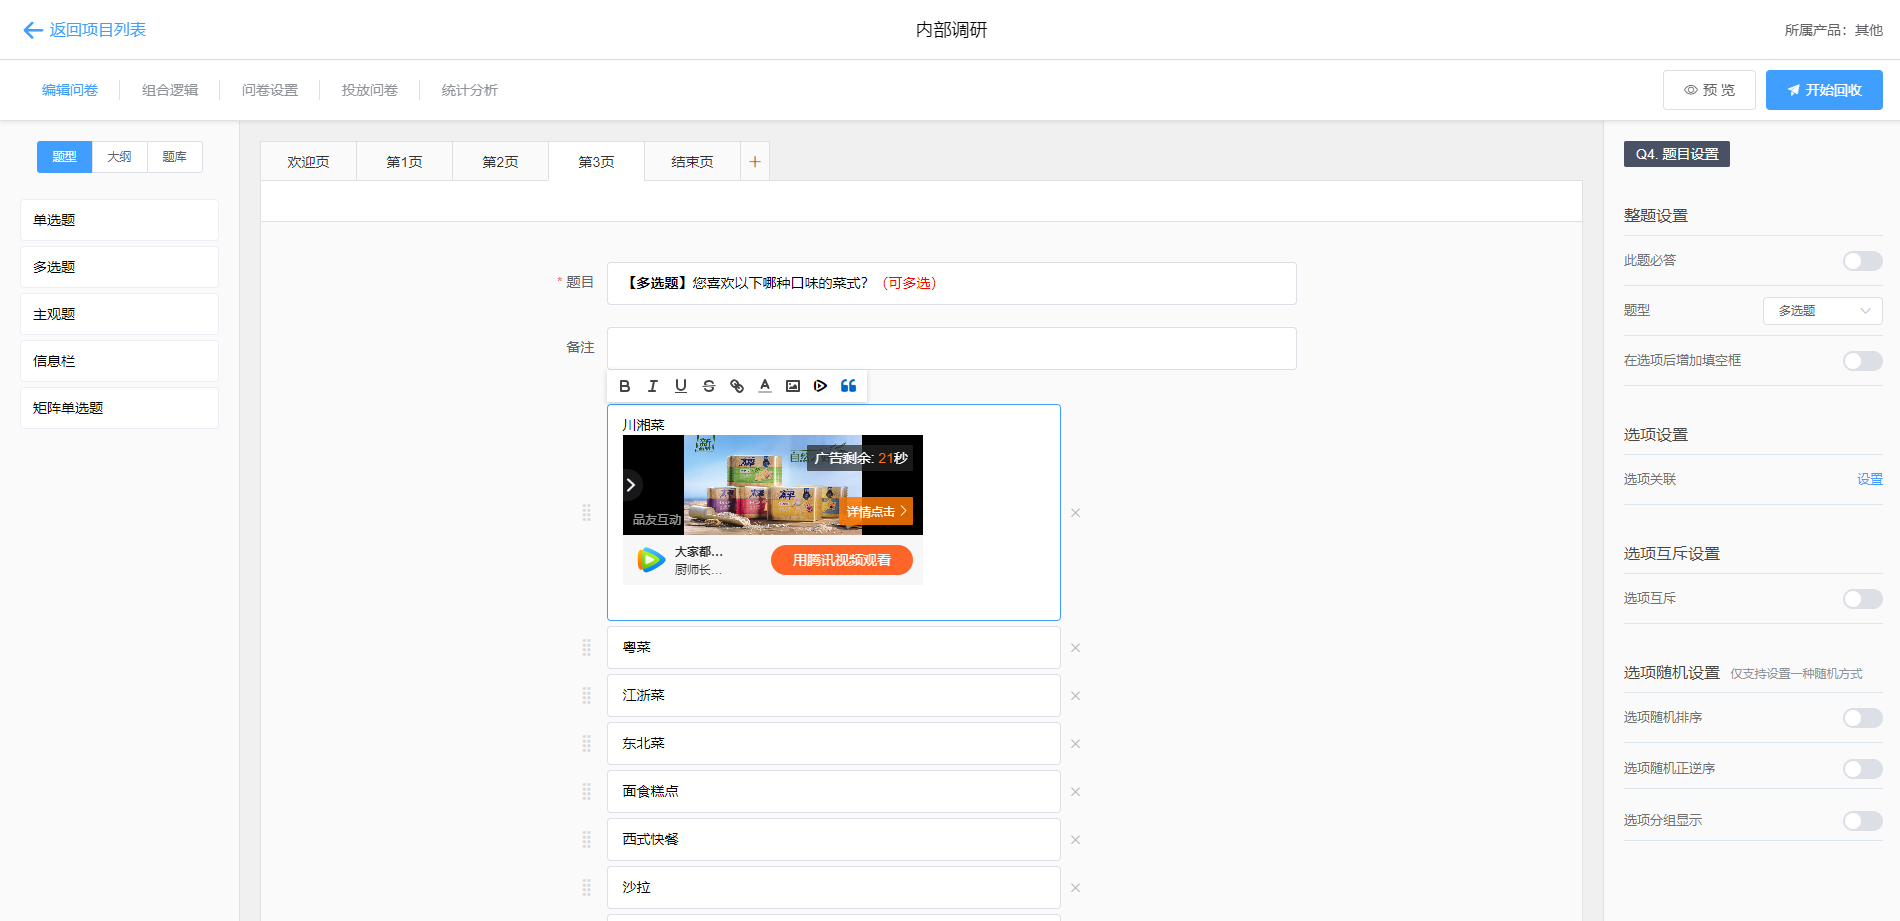 返回项目列表
内部调研
所属产品：其他
编辑问卷
组合逻辑
问卷设置
投放问卷
统计分析
预 览
开始回收
题型
大纲
题库
单选题
多选题
主观题
信息栏
矩阵单选题
欢迎页
第1页
第2页
第3页
结束页
* 题目
【多选题】您喜欢以下哪种口味的菜式？（可多选）
备注
川湘菜
广告剩余: 21秒
品友互动
详情点击
大家都...
厨师长...
用腾讯视频观看
粤菜
江浙菜
东北菜
面食糕点
西式快餐
沙拉
Q4. 题目设置
整题设置
此题必答
题型
多选题
在选项后增加填空框
选项设置
选项关联
设置
选项互斥设置
选项互斥
选项随机设置 仅支持设置一种随机方式
选项随机排序
选项随机正逆序
选项分组显示